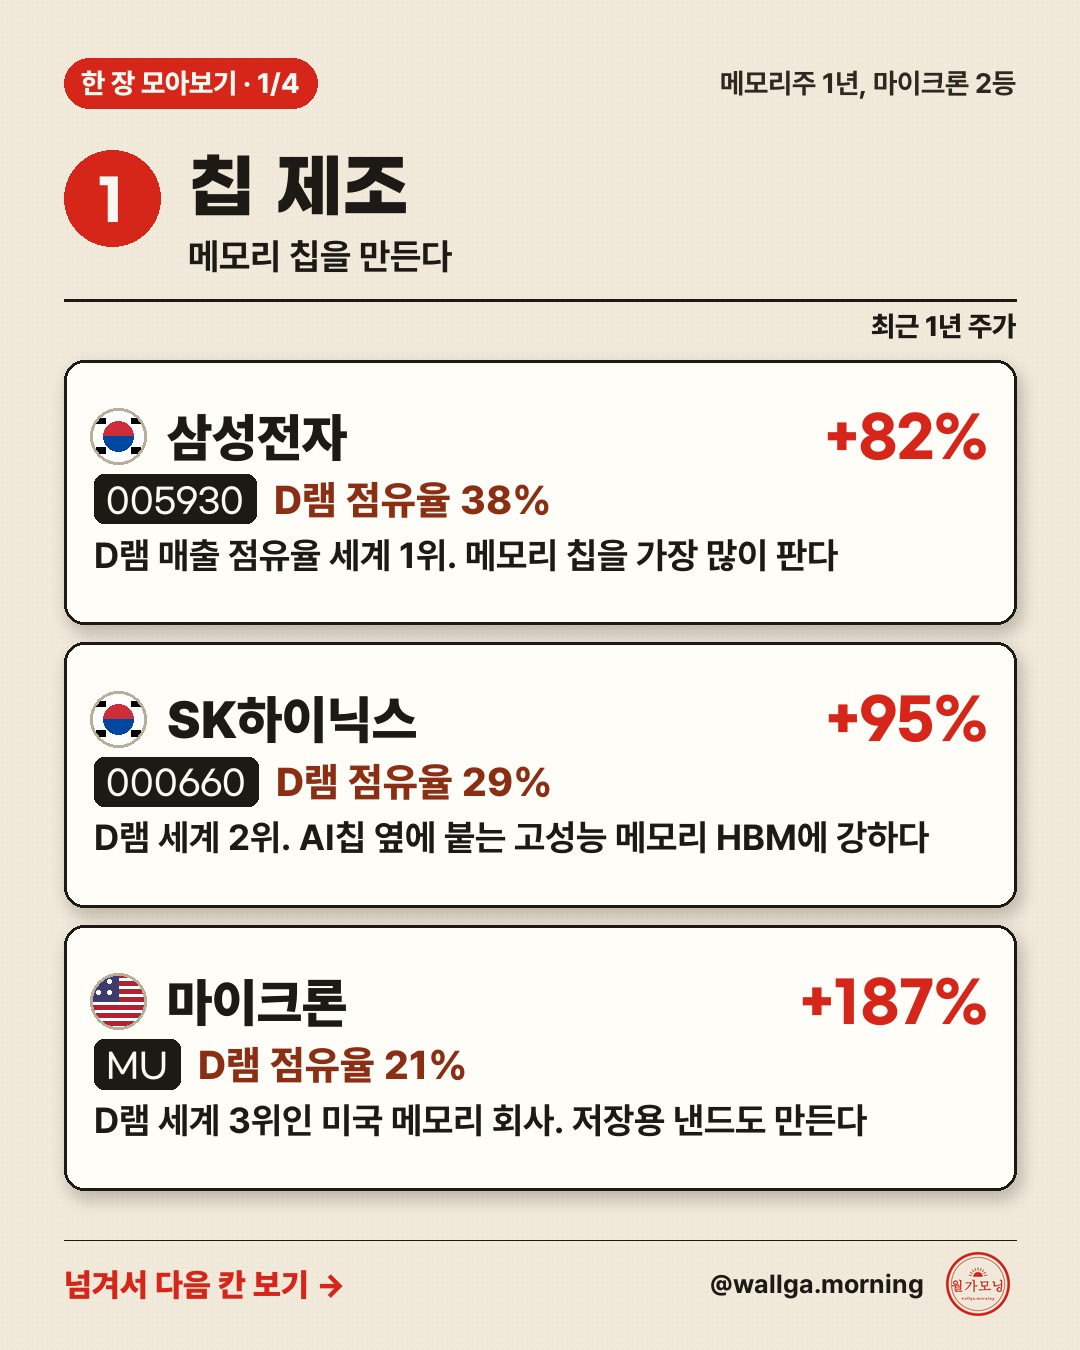 한 장 모아보기 · 1/4
메모리주 1년, 마이크론 2등
1
칩 제조
메모리 칩을 만든다
최근 1년 주가
삼성전자
+82%
005930
D램 점유율 38%
D램 매출 점유율 세계 1위. 메모리 칩을 가장 많이 판다
SK하이닉스
+95%
000660
D램 점유율 29%
D램 세계 2위. AI칩 옆에 붙는 고성능 메모리 HBM에 강하다
마이크론
+187%
MU
D램 점유율 21%
D램 세계 3위인 미국 메모리 회사. 저장용 낸드도 만든다
넘겨서 다음 칸 보기 →
@wallga.morning
월가모닝
wallga.morning